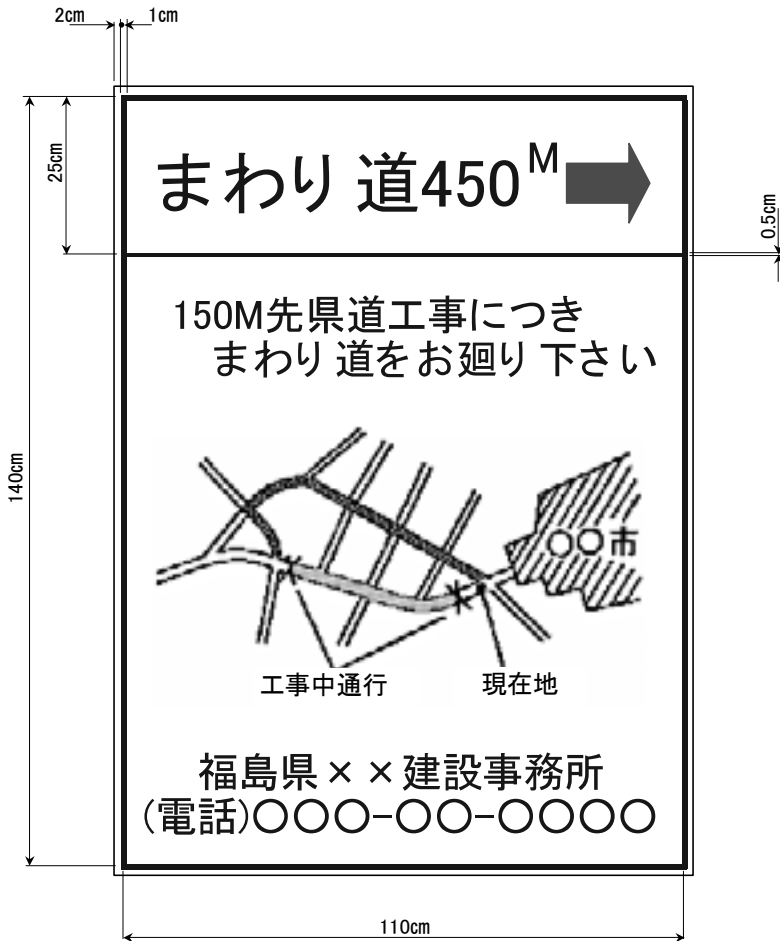 2cm
1cm
25cm
まわり道450M
0.5cm
150M先県道工事につき
まわり道をお廻り下さい
140cm
○○市
工事中通行
現在地
福島県××建設事務所
(電話)○○○-○○-○○○○
110cm